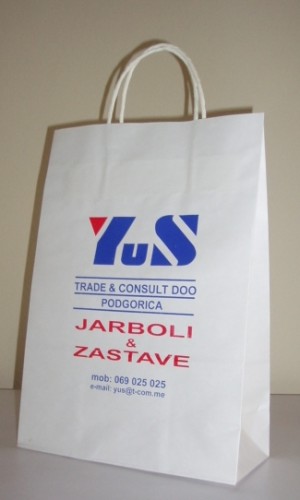 YuS
TRADE & CONSULT DOO
PODGORICA
JARBOLI
&
ZASTAVE
mob: 069 025 025
e-mail: yus@t-com.me